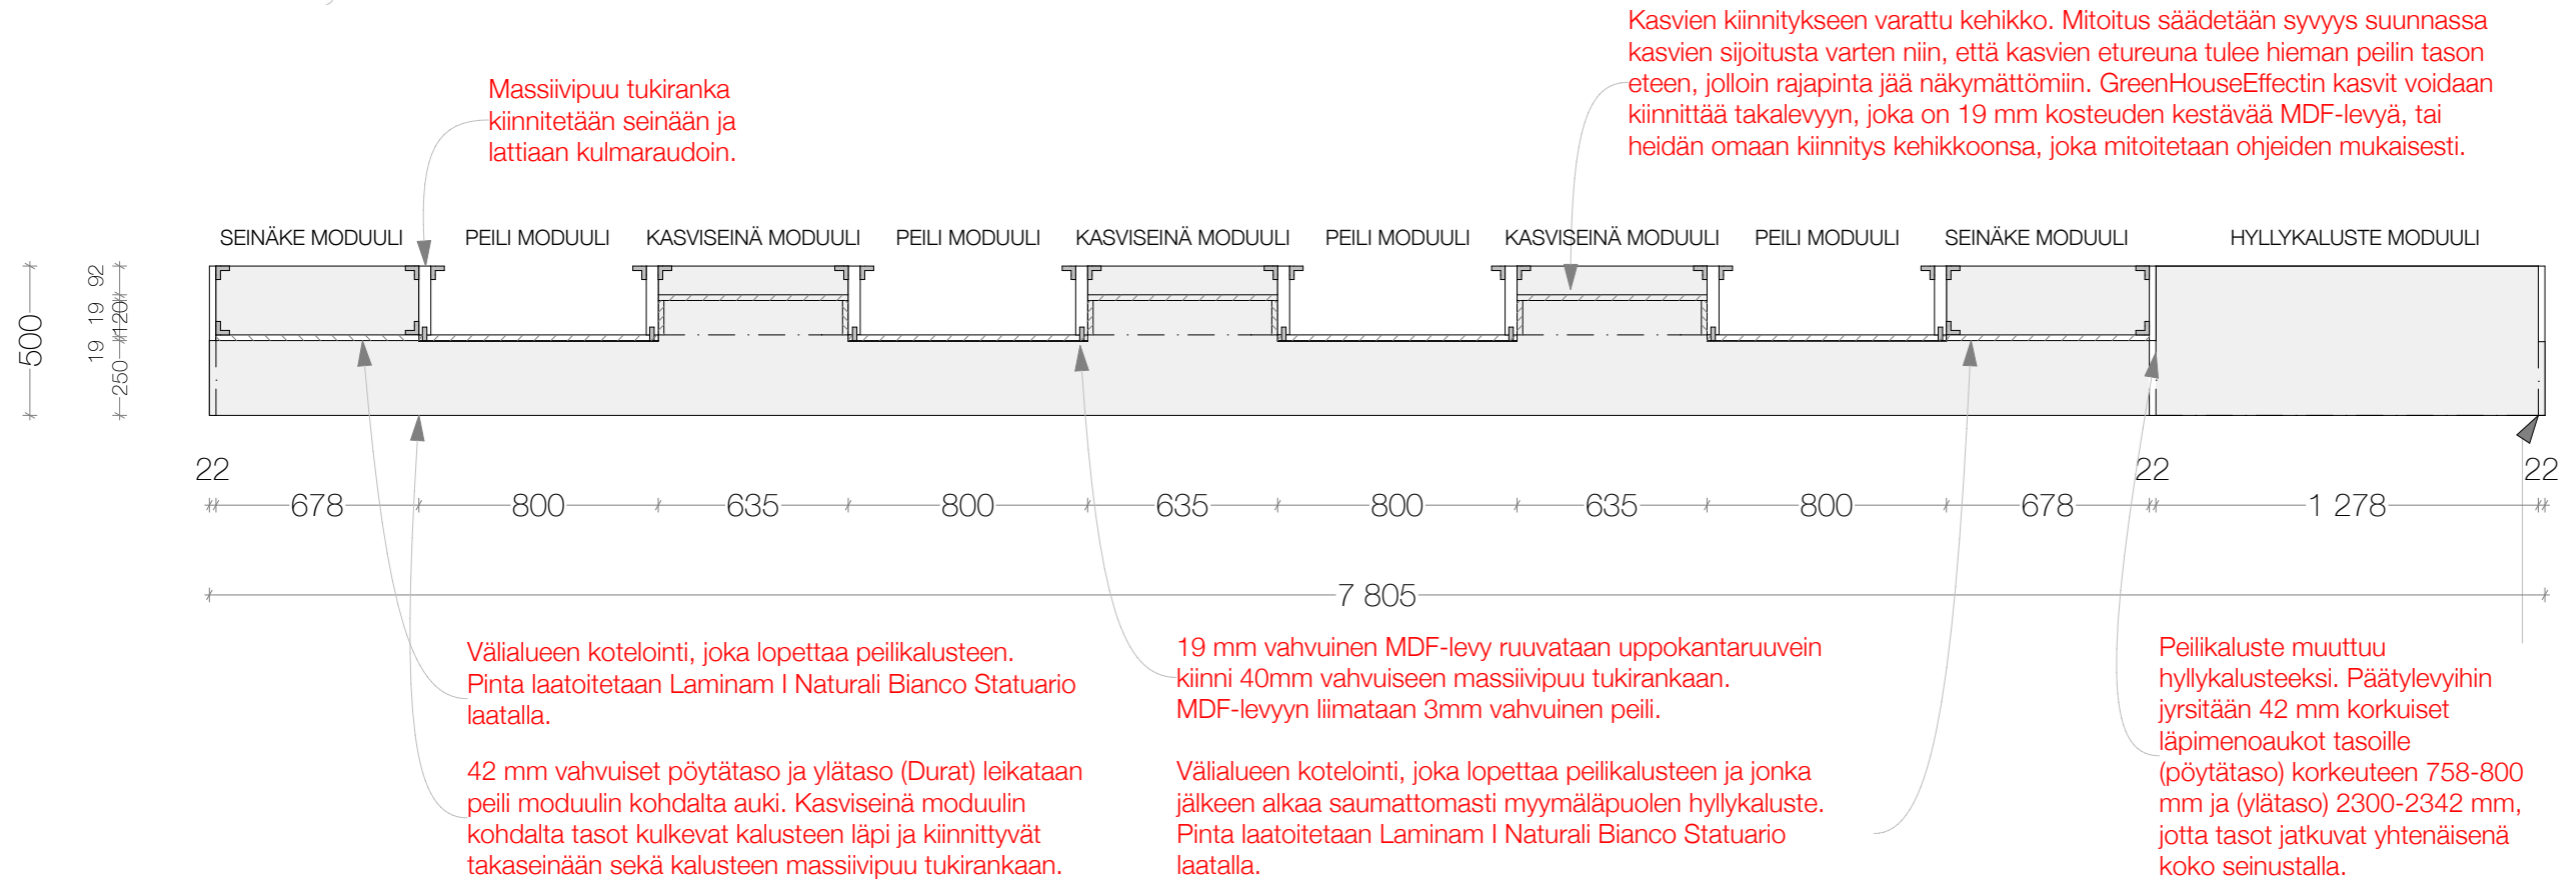 Kasvien kiinnitykseen varattu kehikko. Mitoitus säädetään syvyys suunnassa
kasvien sijoitusta varten niin, että kasvien etureuna tulee hieman peilin tason
eteen, jolloin rajapinta jää näkymättömiin. GreenHouseEffectin kasvit voidaan
kiinnittää takalevyyn, joka on 19 mm kosteuden kestävää MDF-levyä, tai
heidän omaan kiinnitys kehikkoonsa, joka mitoitetaan ohjeiden mukaisesti.
Massiivipuu tukiranka
kiinnitetään seinään ja
lattiaan kulmaraudoin.
SEINÄKE MODUULI PEILI MODUULI KASVISEINÄ MODUULI PEILI MODUULI KASVISEINÄ MODUULI PEILI MODUULI KASVISEINÄ MODUULI PEILI MODUULI SEINÄKE MODUULI HYLLYKALUSTE MODUULI
500
19 19 19 92
250 120
22 22 22
678 800 635 800 635 800 635 800 678 1 278
7 805
Välialueen kotelointi, joka lopettaa peilikalusteen.
Pinta laatoitetaan Laminam I Naturali Bianco Statuario
laatalla.
42 mm vahvuiset pöytätaso ja ylätaso (Durat) leikataan
peili moduulin kohdalta auki. Kasviseinä moduulin
kohdalta tasot kulkevat kalusteen läpi ja kiinnittyvät
takaseinään sekä kalusteen massiivipuu tukirankaan.
19 mm vahvuinen MDF-levy ruuvataan uppokantaruuvein
kiinni 40mm vahvuiseen massiivipuu tukirankaan.
MDF-levyyn liimataan 3mm vahvuinen peili.
Välialueen kotelointi, joka lopettaa peilikalusteen ja jonka
jälkeen alkaa saumattomasti myymäläpuolen hyllykaluste.
Pinta laatoitetaan Laminam I Naturali Bianco Statuario
laatalla.
Peilikaluste muuttuu
hyllykalusteeksi. Päätylevyihin
jyrsitään 42 mm korkuiset
läpimenoaukot tasoille
(pöytätaso) korkeuteen 758-800
mm ja (ylätaso) 2300-2342 mm,
jotta tasot jatkuvat yhtenäisenä
koko seinustalla.